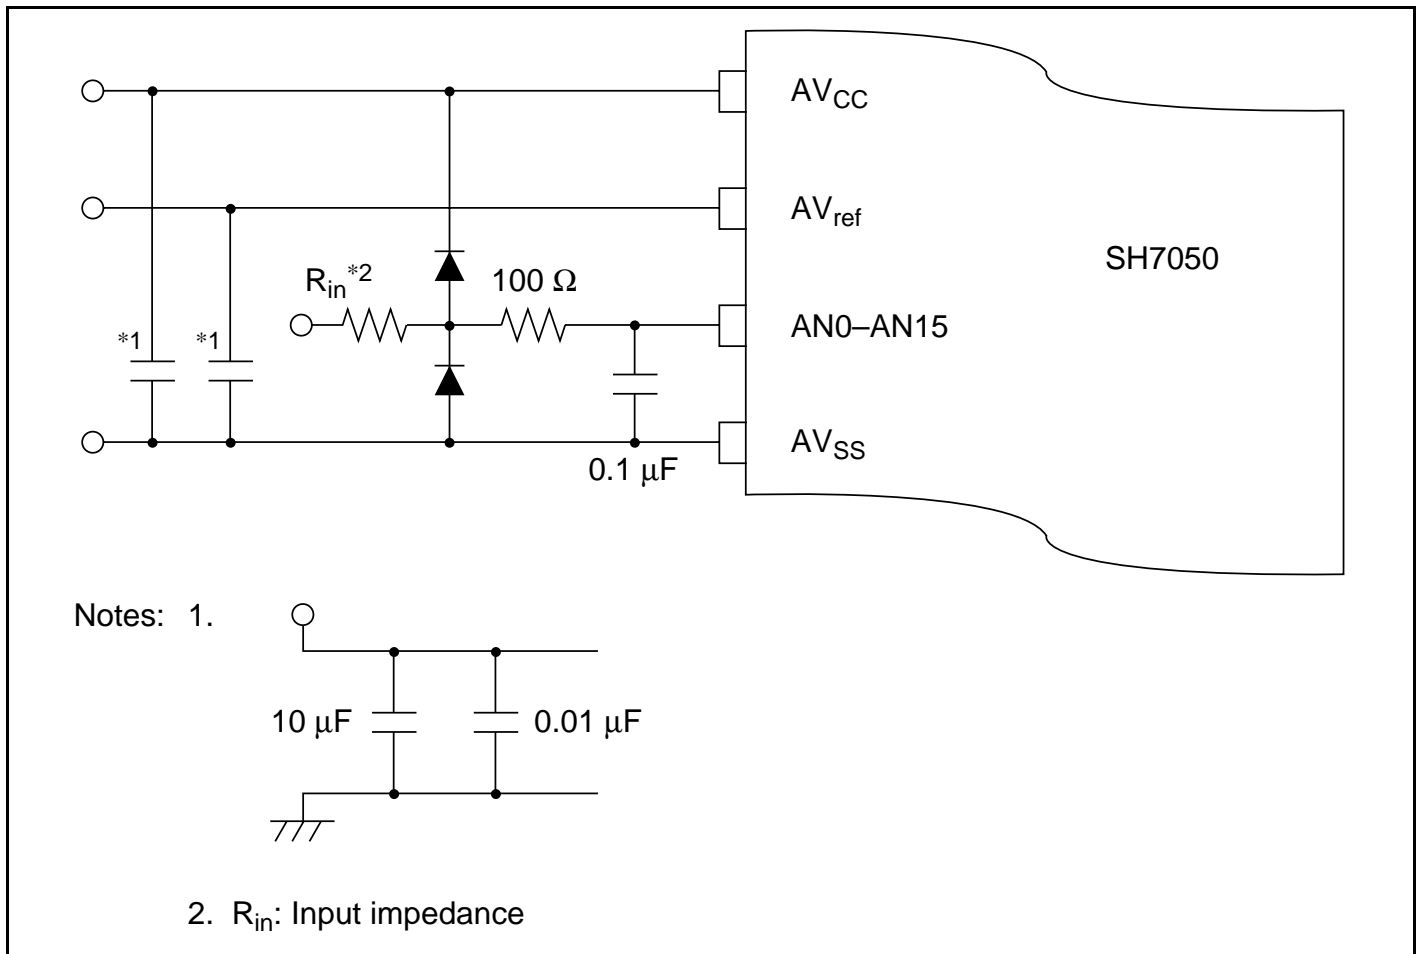 AVCC
AVref
SH7050
Rin*2
100 Ω
*1
*1
AN0–AN15
AVSS
0.1 μF
Notes: 1.
10 μF
0.01 μF
2. Rin: Input impedance